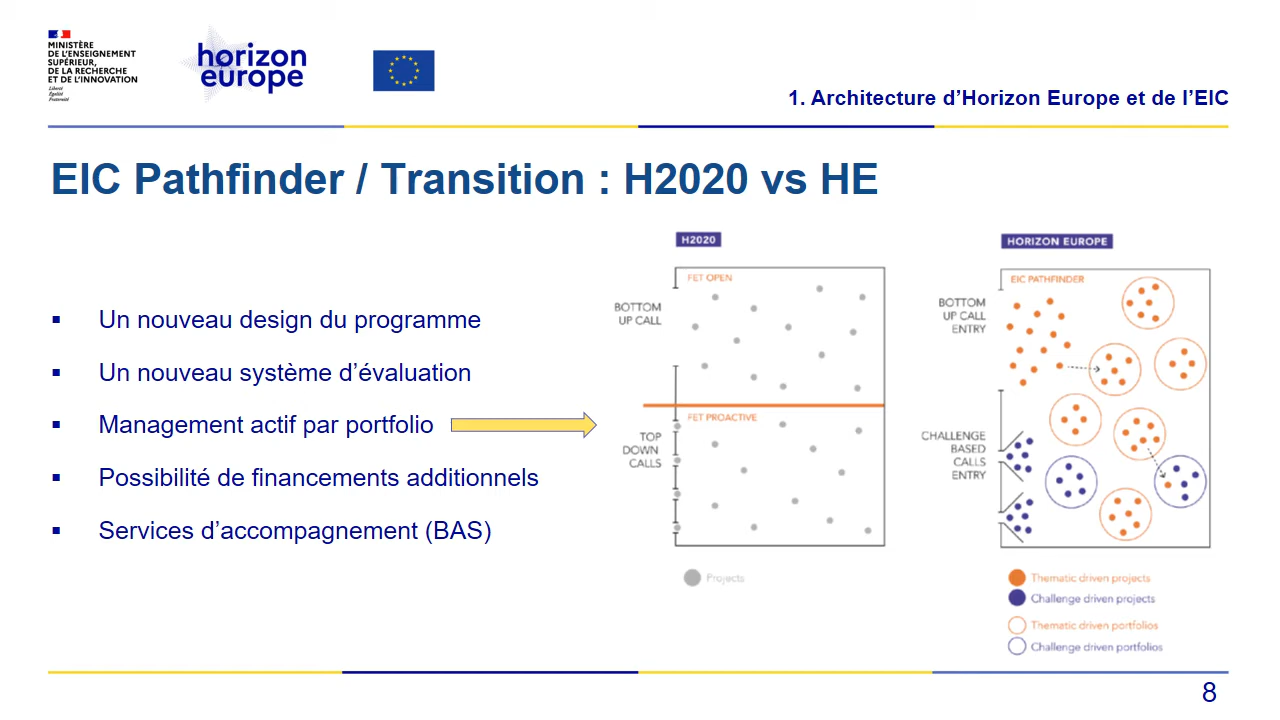 MINISTÈRE
DE L'ENSEIGNEMENT
SUPÉRIEUR,
DE LA RECHERCHE
ET DE L'INNOVATION
Liberté
Égalité
Fraternité
horizon
europe
1. Architecture d’Horizon Europe et de l’EIC
EIC Pathfinder / Transition : H2020 vs HE
▪ Un nouveau design du programme
▪ Un nouveau système d’évaluation
▪ Management actif par portfolio
▪ Possibilité de financements additionnels
▪ Services d’accompagnement (BAS)
H2020
FET OPEN
BOTTOM
UP CALL
FET PROACTIVE
TOP
DOWN
CALLS
Projects
HORIZON EUROPE
EIC PATHFINDER
BOTTOM
UP CALL
ENTRY
CHALLENGE
BASED
CALLS
ENTRY
Thematic driven projects
Challenge driven projects
Thematic driven portfolios
Challenge driven portfolios
8